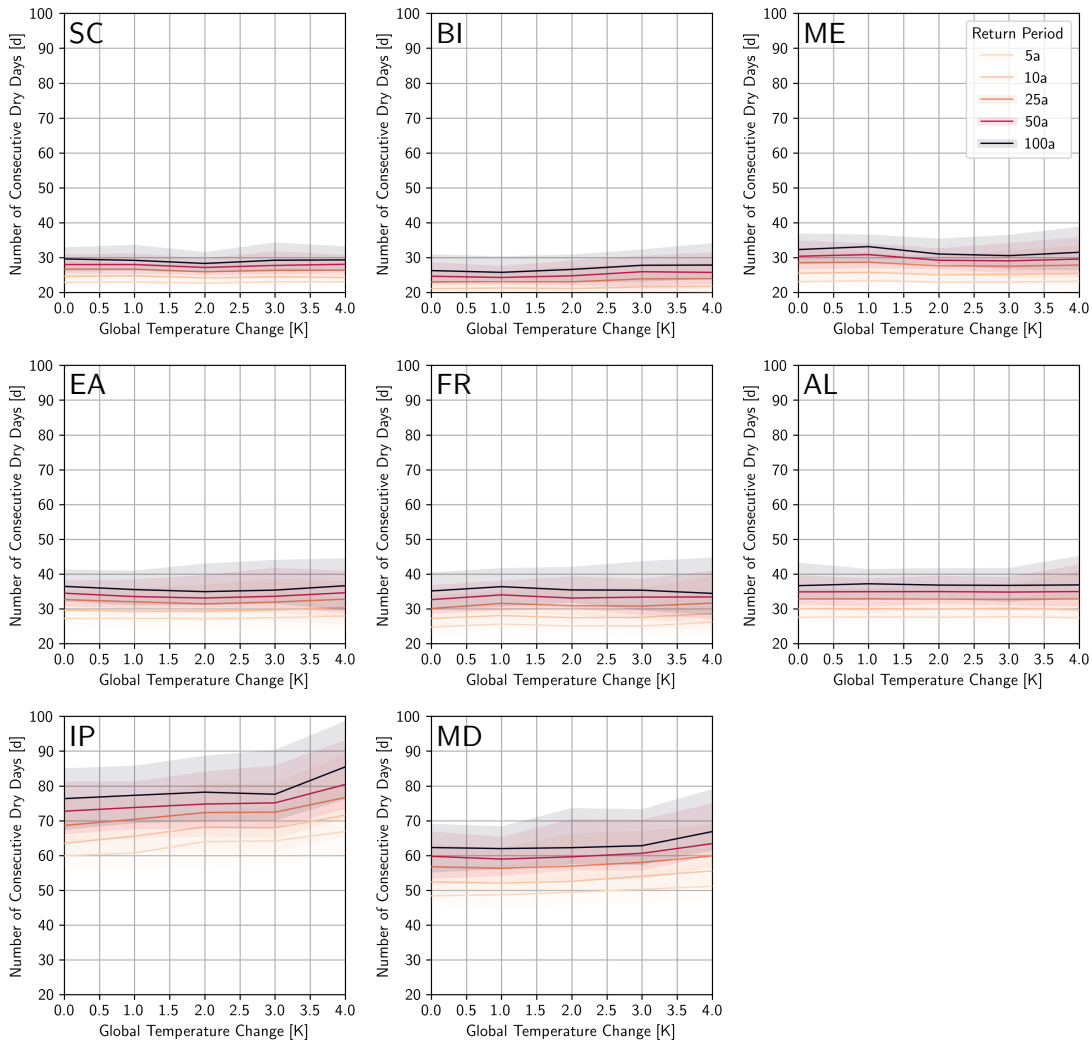 SC
Number of Consecutive Dry Days [d]
100
90
80
70
60
50
40
30
20
0.0 0.5 1.0 1.5 2.0 2.5 3.0 3.5 4.0
Global Temperature Change [K]
BI
Number of Consecutive Dry Days [d]
100
90
80
70
60
50
40
30
20
0.0 0.5 1.0 1.5 2.0 2.5 3.0 3.5 4.0
Global Temperature Change [K]
ME
Number of Consecutive Dry Days [d]
100
90
80
70
60
50
40
30
20
0.0 0.5 1.0 1.5 2.0 2.5 3.0 3.5 4.0
Global Temperature Change [K]
Return Period
5a
10a
25a
50a
100a
EA
Number of Consecutive Dry Days [d]
100
90
80
70
60
50
40
30
20
0.0 0.5 1.0 1.5 2.0 2.5 3.0 3.5 4.0
Global Temperature Change [K]
FR
Number of Consecutive Dry Days [d]
100
90
80
70
60
50
40
30
20
0.0 0.5 1.0 1.5 2.0 2.5 3.0 3.5 4.0
Global Temperature Change [K]
AL
Number of Consecutive Dry Days [d]
100
90
80
70
60
50
40
30
20
0.0 0.5 1.0 1.5 2.0 2.5 3.0 3.5 4.0
Global Temperature Change [K]
IP
Number of Consecutive Dry Days [d]
100
90
80
70
60
50
40
30
20
0.0 0.5 1.0 1.5 2.0 2.5 3.0 3.5 4.0
Global Temperature Change [K]
MD
Number of Consecutive Dry Days [d]
100
90
80
70
60
50
40
30
20
0.0 0.5 1.0 1.5 2.0 2.5 3.0 3.5 4.0
Global Temperature Change [K]